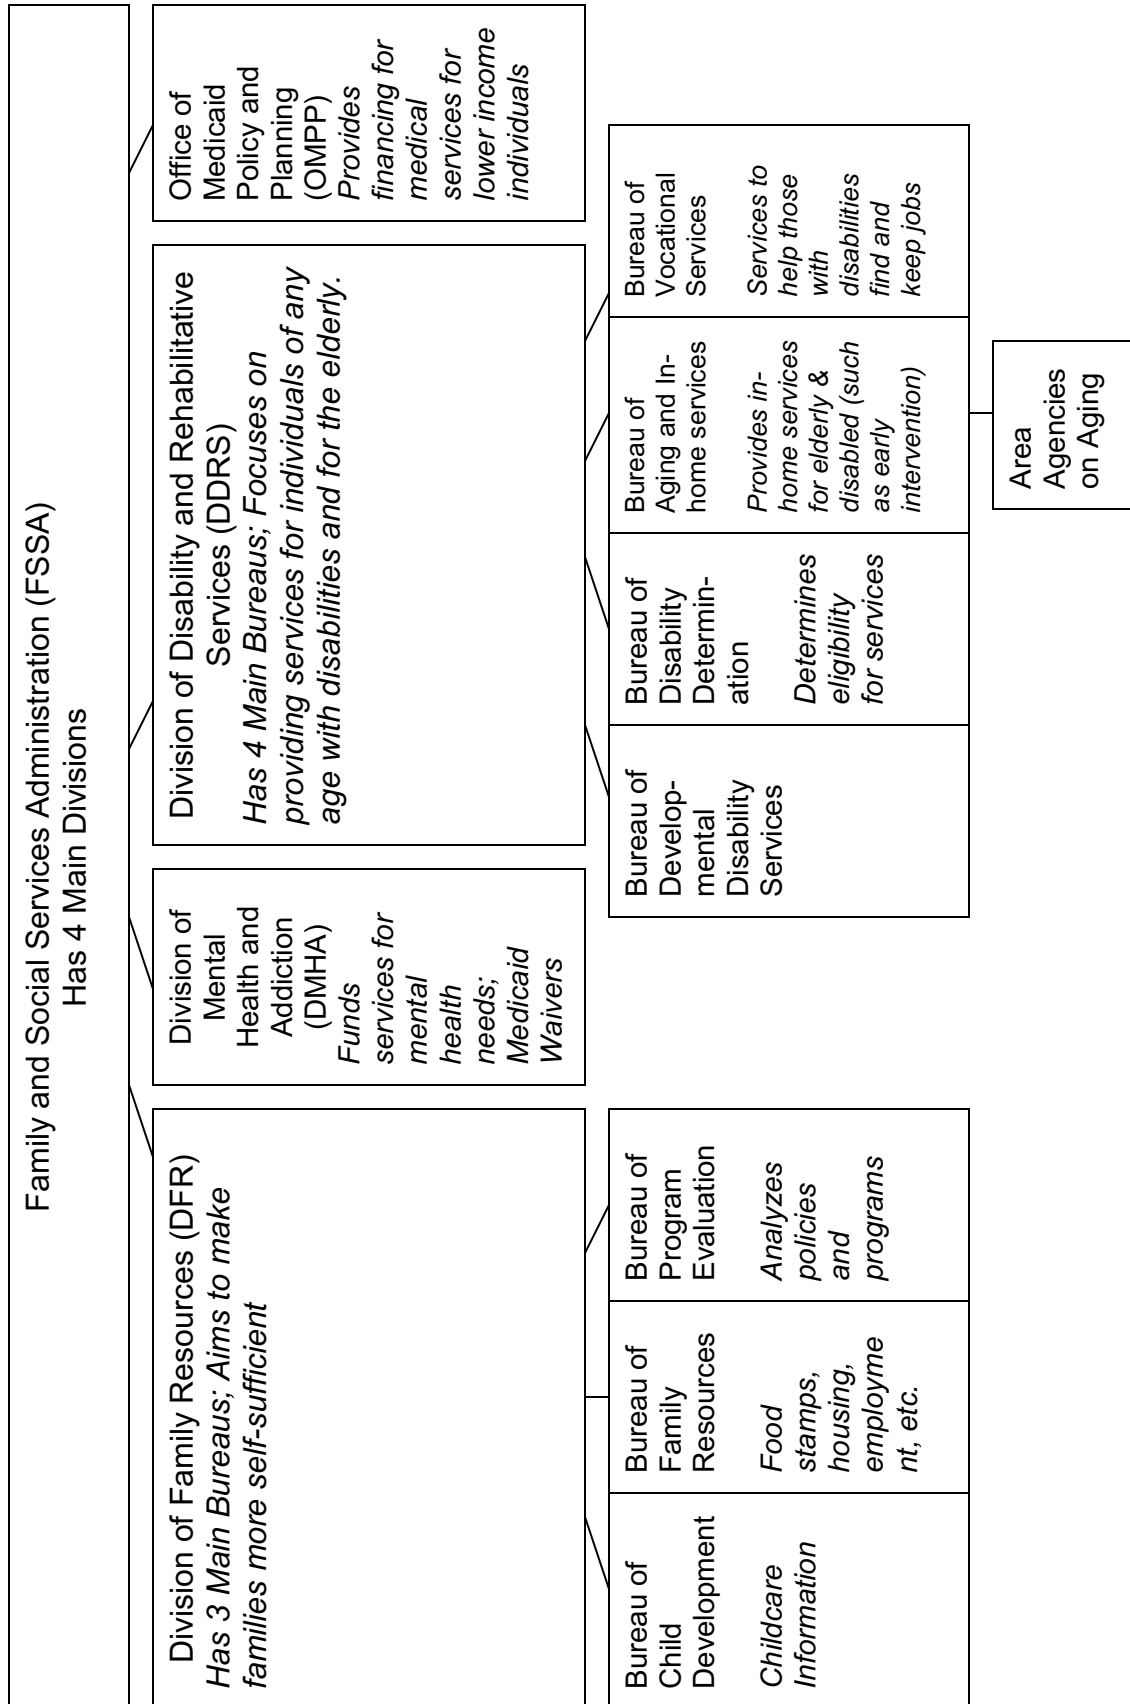 Family and Social Services Administration (FSSA)
Has 4 Main Divisions
Division of Family Resources (DFR)
Has 3 Main Bureaus; Aims to make
families more self-sufficient
Division of
Mental
Health and
Addiction
(DMHA)
Funds
services for
mental
health
needs;
Medicaid
Waivers
Division of Disability and Rehabilitative
Services (DDRS)
Has 4 Main Bureaus; Focuses on
providing services for individuals of any
age with disabilities and for the elderly.
Office of
Medicaid
Policy and
Planning
(OMPP)
Provides
financing for
medical
services for
lower income
individuals
Bureau of
Child
Development
Childcare
Information
Bureau of
Family
Resources
Food
stamps,
housing,
employme
nt, etc.
Bureau of
Program
Evaluation
Analyzes
policies
and
programs
Bureau of
Develop-
mental
Disability
Services
Bureau of
Disability
Determin-
ation
Determines
eligibility
for services
Bureau of
Aging and In-
home services
Provides in-
home services
for elderly &
disabled (such
as early
intervention)
Bureau of
Vocational
Services
Services to
help those
with
disabilities
find and
keep jobs
Area
Agencies
on Aging